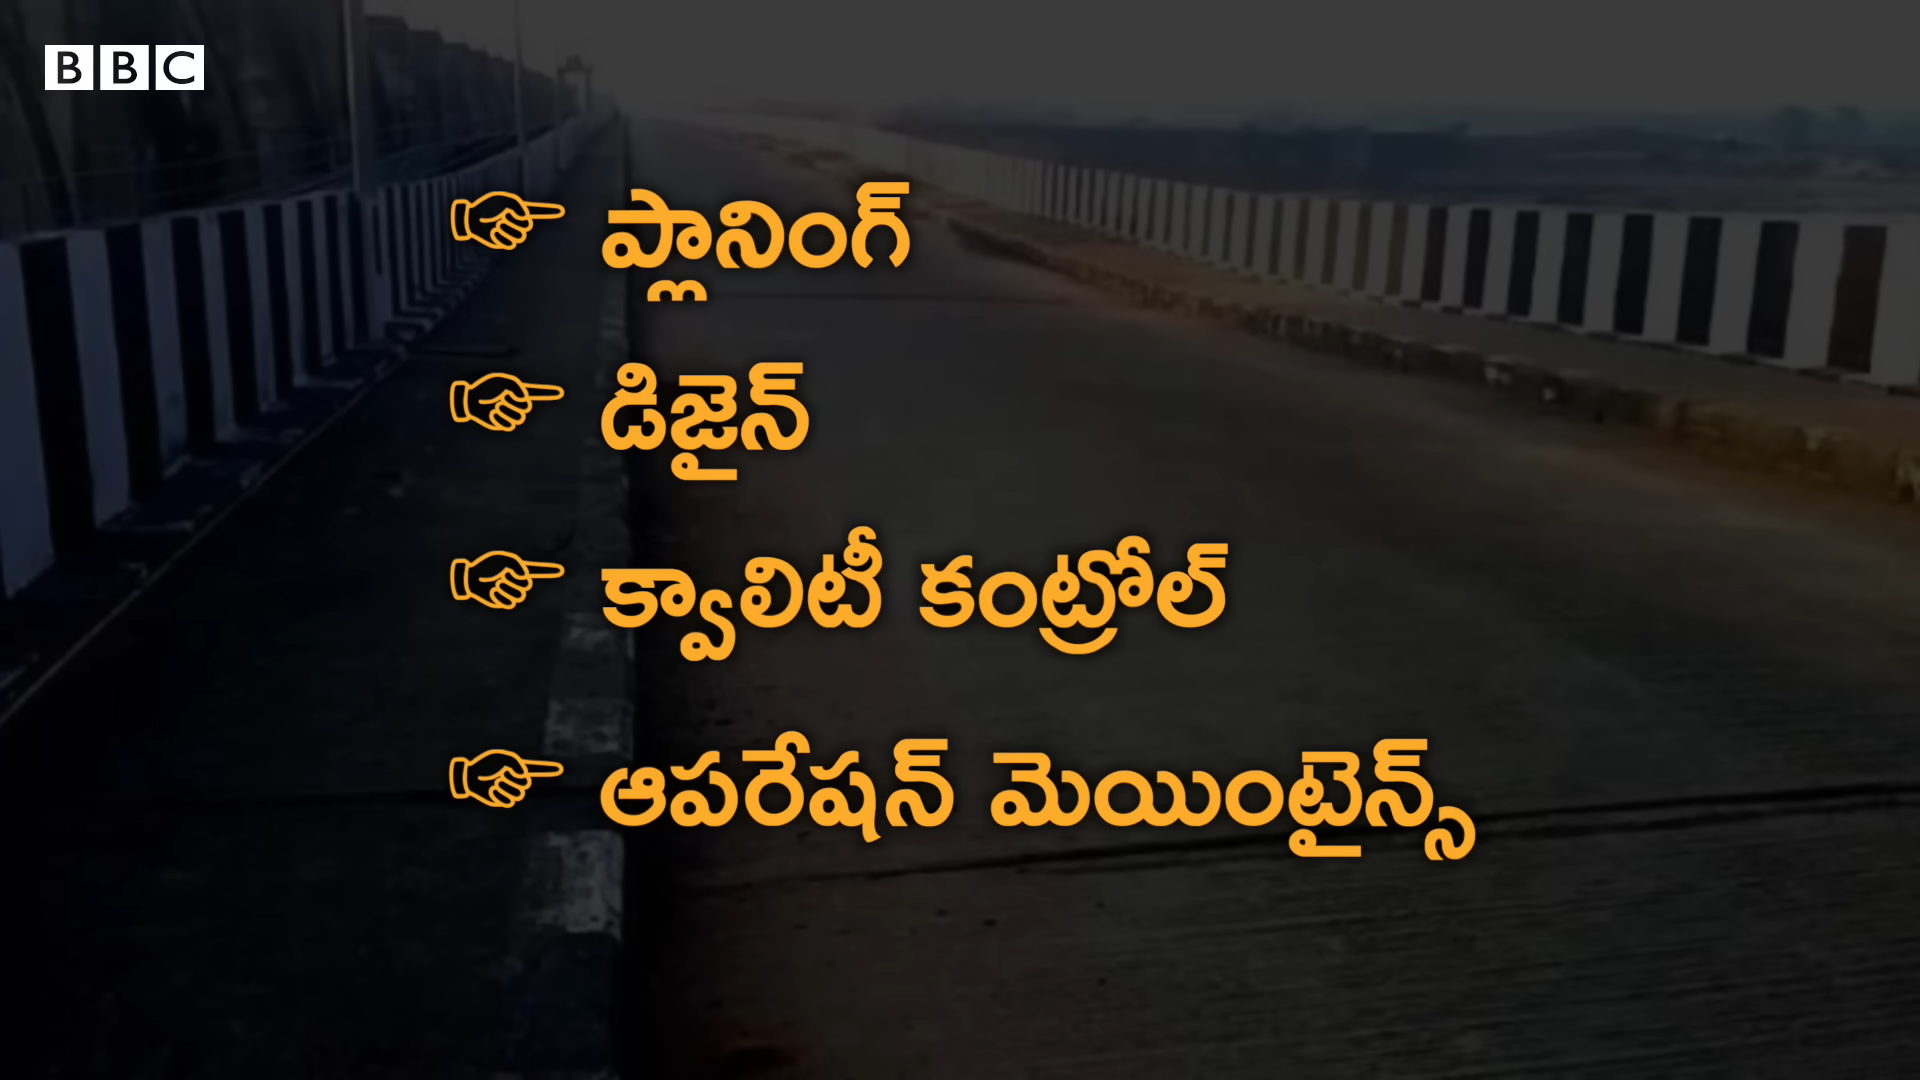 BBC
☞ ప్లానింగ్
☞ డిజైన్
☞ క్వాలిటీ కంట్రోల్
☞ ఆపరేషన్ మెయింటైన్స్